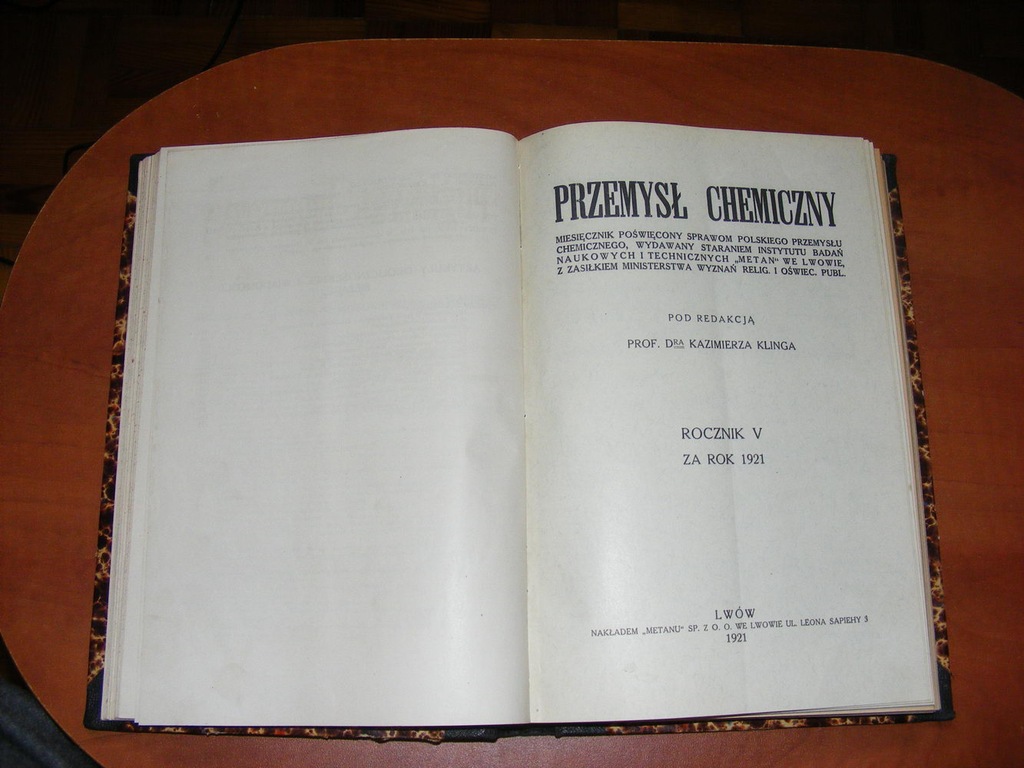 PRZEMYSŁ CHEMICZNY
MIESIĘCZNIK POŚWIĘCONY SPRAWOM POLSKIEGO PRZEMYSŁU
CHEMICZNEGO, WYDAWANY STARANIEM INSTYTUTU BADAŃ
NAUKOWYCH I TECHNICZNYCH „METAN" WE LWOWIE,
Z ZASIŁKIEM MINISTERSTWA WYZNAŃ RELIG. I OŚWIEC. PUBL.
POD REDAKCJĄ
PROF. DRA KAZIMIERZA KLINGA
ROCZNIK V
ZA ROK 1921
LWÓW
NAKŁADEM „METANU" SP. Z O. O. WE LWOWIE UL. LEONA SAPIEHY 3
1921